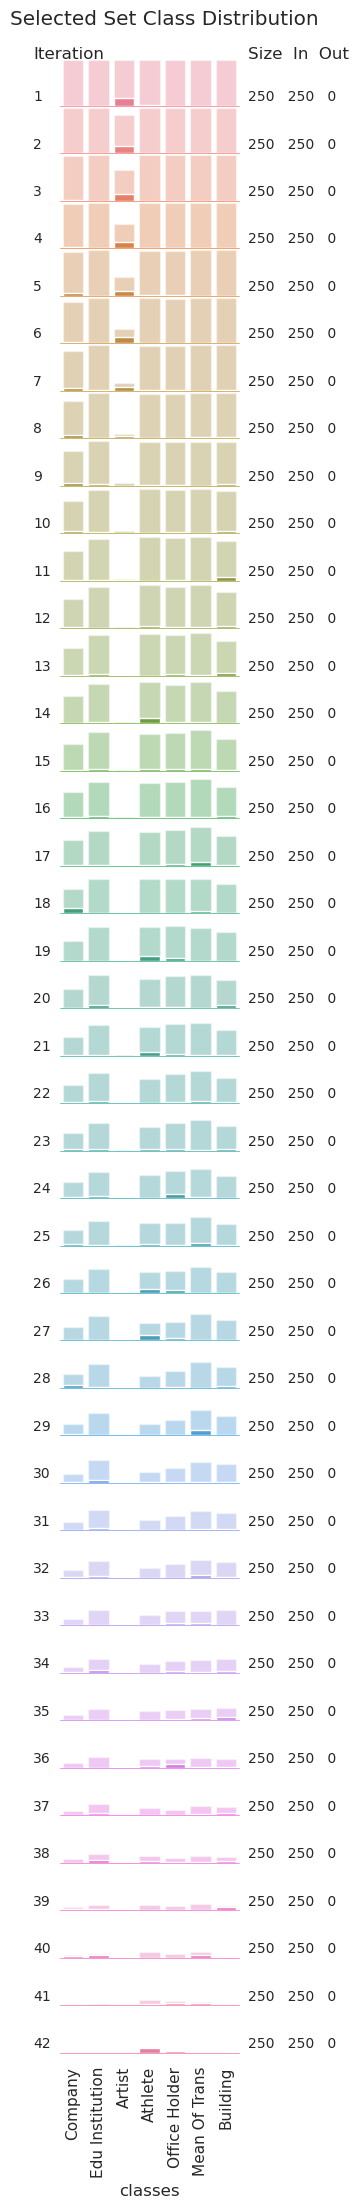 Selected Set Class Distribution
Iteration Size In Out
1 250 250 0
2 250 250 0
3 250 250 0
4 250 250 0
5 250 250 0
6 250 250 0
7 250 250 0
8 250 250 0
9 250 250 0
10 250 250 0
11 250 250 0
12 250 250 0
13 250 250 0
14 250 250 0
15 250 250 0
16 250 250 0
17 250 250 0
18 250 250 0
19 250 250 0
20 250 250 0
21 250 250 0
22 250 250 0
23 250 250 0
24 250 250 0
25 250 250 0
26 250 250 0
27 250 250 0
28 250 250 0
29 250 250 0
30 250 250 0
31 250 250 0
32 250 250 0
33 250 250 0
34 250 250 0
35 250 250 0
36 250 250 0
37 250 250 0
38 250 250 0
39 250 250 0
40 250 250 0
41 250 250 0
42 250 250 0
Company
Edu Institution
Artist
Athlete
Office Holder
Mean Of Trans
Building
classes